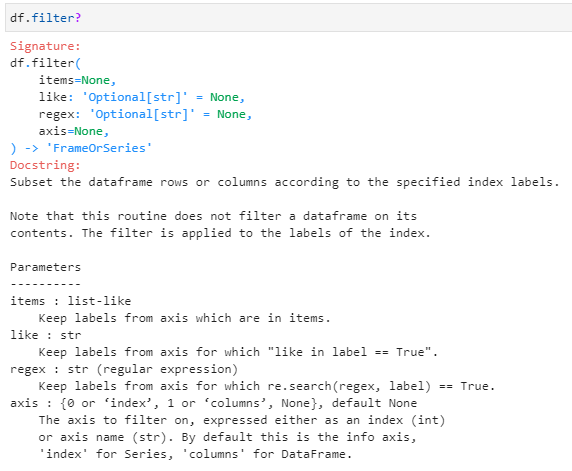 df.filter?
Signature:
df.filter(
    items=None,
    like: 'Optional[str]' = None,
    regex: 'Optional[str]' = None,
    axis=None,
) -> 'FrameOrSeries'
Docstring:
Subset the dataframe rows or columns according to the specified index labels.

Note that this routine does not filter a dataframe on its
contents. The filter is applied to the labels of the index.

Parameters
----------
items : list-like
    Keep labels from axis which are in items.
like : str
    Keep labels from axis for which "like in label == True".
regex : str (regular expression)
    Keep labels from axis for which re.search(regex, label) == True.
axis : {0 or ‘index’, 1 or ‘columns’, None}, default None
    The axis to filter on, expressed either as an index (int)
    or axis name (str). By default this is the info axis,
    'index' for Series, 'columns' for DataFrame.